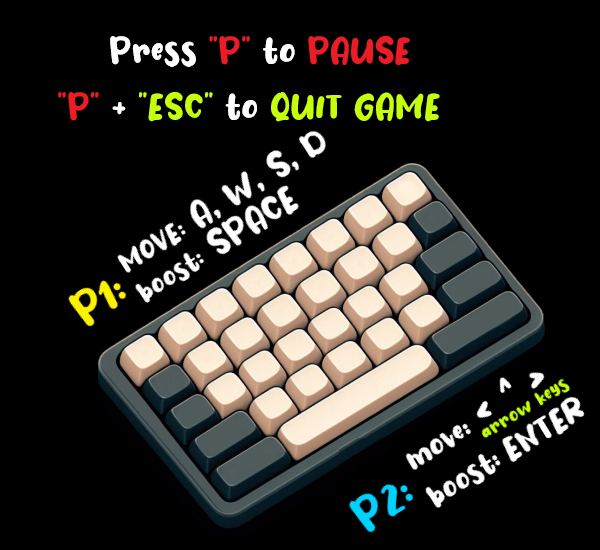 Press "P" to PAUSE
"P" + "ESC" to QUIT GAME
P1: MOVE: A, W, S, D
boost: SPACE
P2: move: < ^ >
arrow keys
boost: ENTER